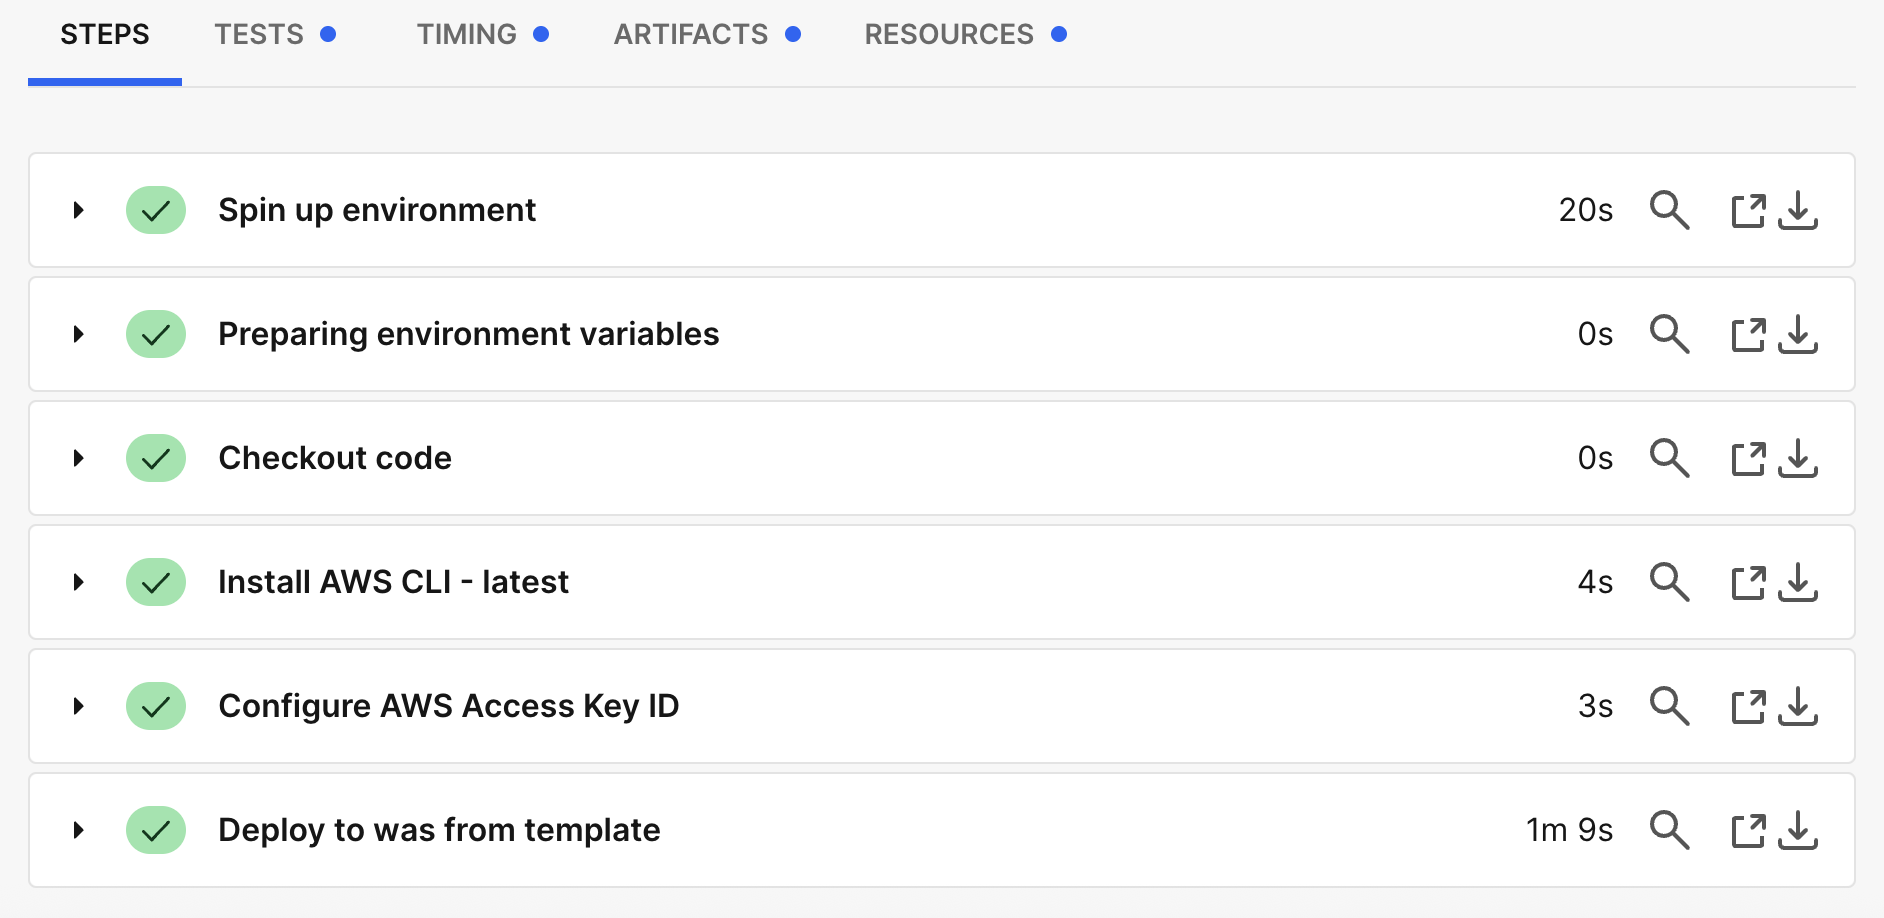 STEPS TESTS TIMING ARTIFACTS RESOURCES
Spin up environment 20s
Preparing environment variables 0s
Checkout code 0s
Install AWS CLI - latest 4s
Configure AWS Access Key ID 3s
Deploy to was from template 1m 9s